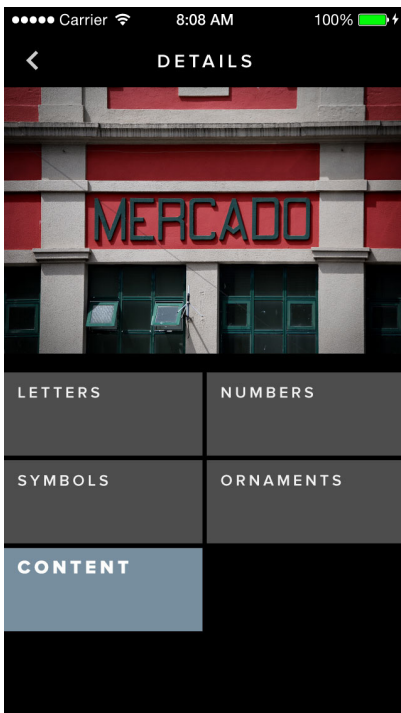 Carrier 8:08 AM 100%
DETAILS
MERCADO
LETTERS NUMBERS
SYMBOLS ORNAMENTS
CONTENT